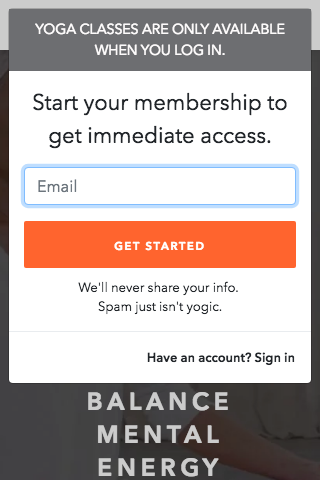 YOGA CLASSES ARE ONLY AVAILABLE
WHEN YOU LOG IN.
Start your membership to
get immediate access.
Email
GET STARTED
We'll never share your info.
Spam just isn't yogic.
Have an account? Sign in
BALANCE
MENTAL
ENERGY